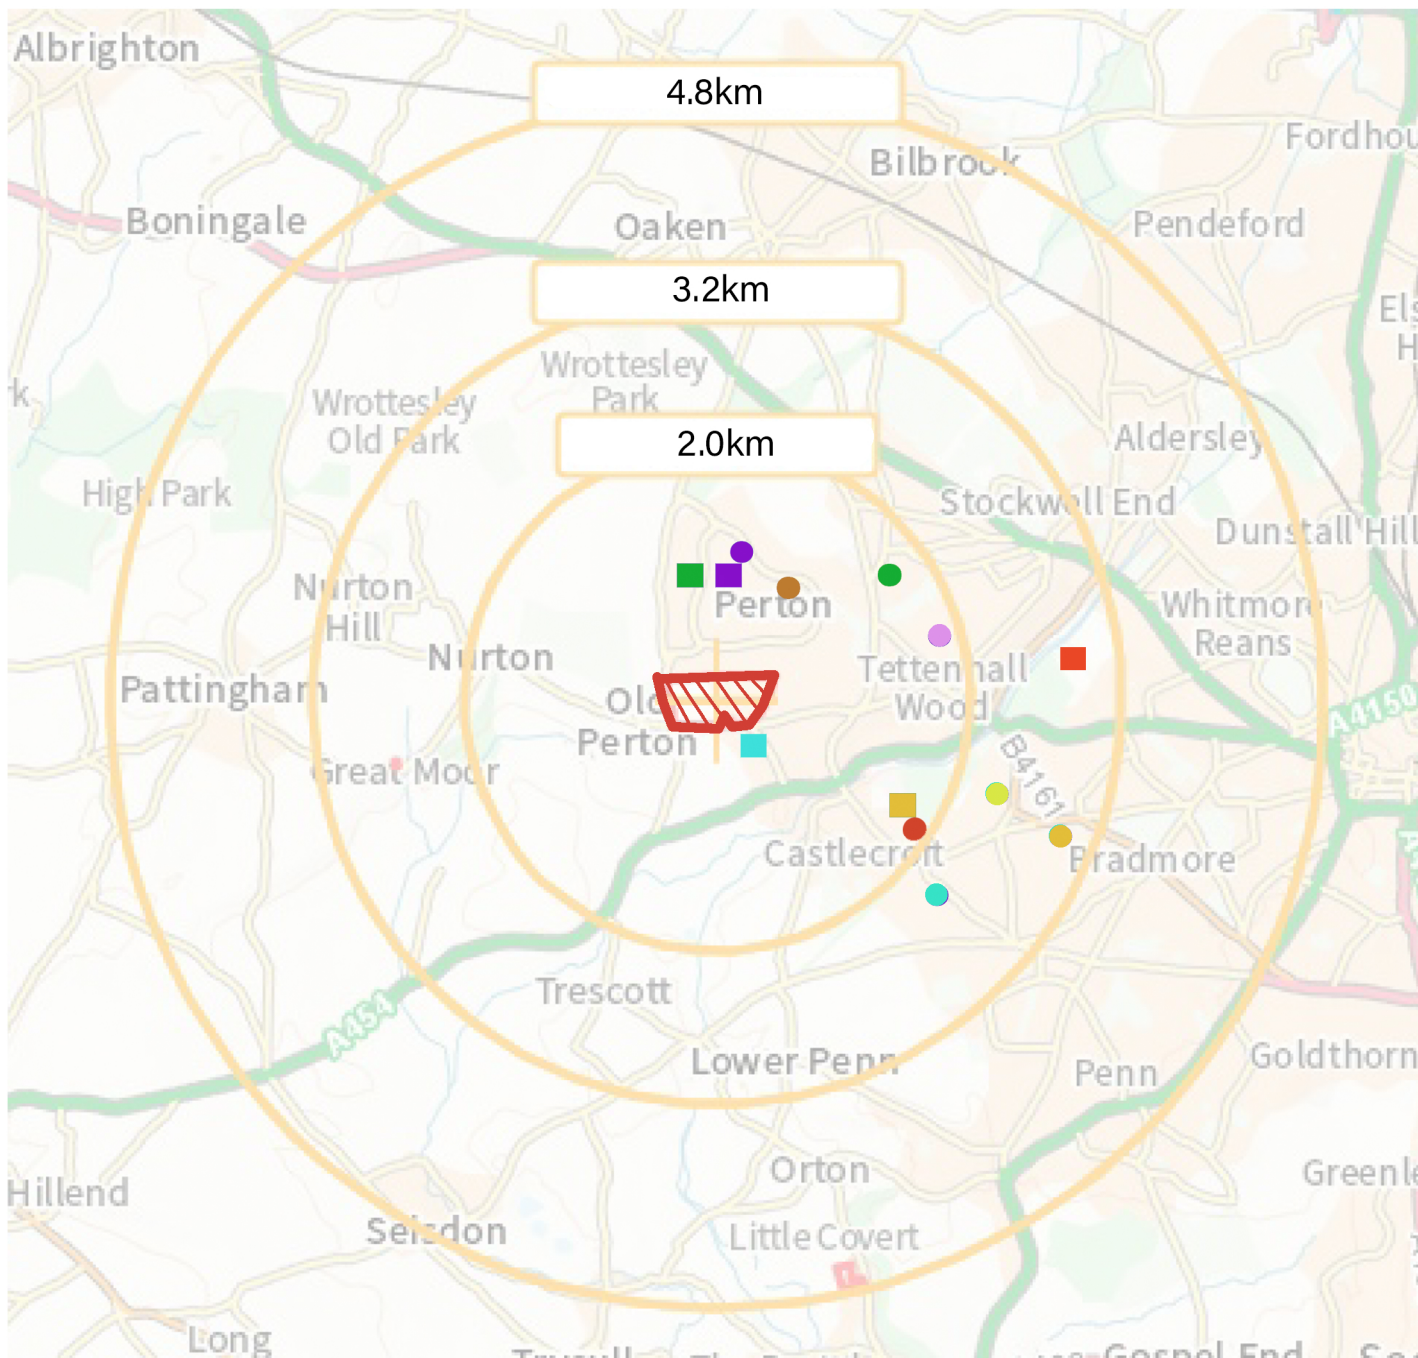 Albrighton
4.8km
Bilbrook
Boningale
Oaken
Pendeford
3.2km
Wrottesley
Park
Wrottesley
Old Park
2.0km
Aldersley
High Park
Stockwell End
Dunstall Hill
Nurton
Hill
Perton
Whitmore
Reans
Nurton
Tettenhall
Wood
Pattingham
Old
Perton
A4150
Great Moor
B4161
Castlecroft
Bradmore
Trescott
A454
Lower Penn
Penn
Goldthorn
Orton
Hillend
Seisdon
Little Covert
Long
Gospel End